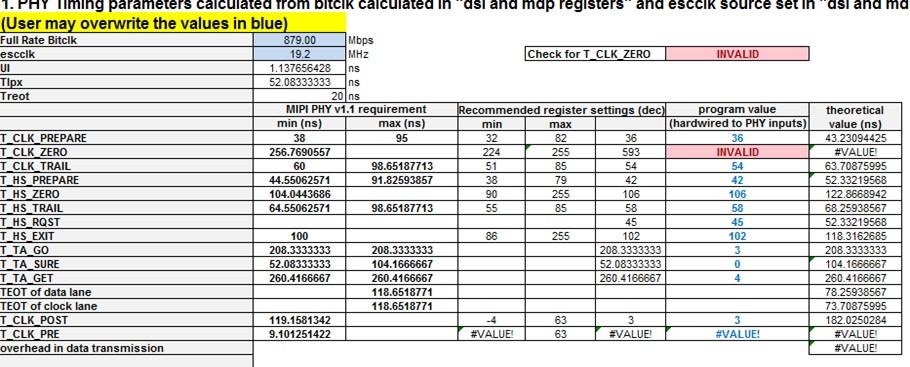 1. PHY Timing parameters calculated from bitclk calculated in "dsi and mdp registers" and escclk source set in "dsi and md
(User may overwrite the values in blue)
Full Rate Bitclk 879.00 Mbps
escclk 19.2 MHz Check for T_CLK_ZERO INVALID
UI 1.137656428 ns
Tlpx 52.08333333 ns
Treot 20 ns
MIPI PHY v1.1 requirement Recommended register settings (dec) program value theoretical
min (ns) max (ns) min max (hardwired to PHY inputs) value (ns)
T_CLK_PREPARE 38 95 32 82 36 36 43.23094425
T_CLK_ZERO 256.7690557 224 255 593 INVALID #VALUE!
T_CLK_TRAIL 60 98.65187713 51 85 54 54 63.70875995
T_HS_PREPARE 44.55062571 91.82593857 38 79 42 42 52.33219568
T_HS_ZERO 104.0443686 90 255 106 106 122.8668942
T_HS_TRAIL 64.55062571 98.65187713 55 85 58 58 68.25938567
T_HS_RQST 45 45 52.33219568
T_HS_EXIT 100 86 255 102 102 118.3162685
T_TA_GO 208.3333333 208.3333333 208.3333333 3 208.3333333
T_TA_SURE 52.08333333 104.1666667 52.08333333 0 104.1666667
T_TA_GET 260.4166667 260.4166667 260.4166667 4 260.4166667
TEOT of data lane 118.6518771 78.25938567
TEOT of clock lane 118.6518771 73.70875995
T_CLK_POST 119.1581342 -4 63 3 3 182.0250284
T_CLK_PRE 9.101251422 #VALUE! 63 #VALUE! #VALUE! #VALUE!
overhead in data transmission #VALUE!